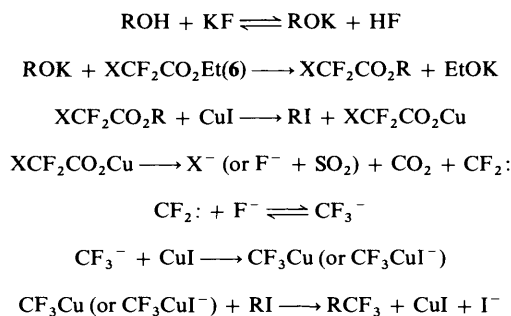 ROH + KF ⇌ ROK + HF
ROK + XCF₂CO₂Et(6) ⟶ XCF₂CO₂R + EtOK
XCF₂CO₂R + CuI ⟶ RI + XCF₂CO₂Cu
XCF₂CO₂Cu ⟶ X⁻ (or F⁻ + SO₂) + CO₂ + CF₂:
CF₂: + F⁻ ⇌ CF₃⁻
CF₃⁻ + CuI ⟶ CF₃Cu (or CF₃CuI⁻)
CF₃Cu (or CF₃CuI⁻) + RI ⟶ RCF₃ + CuI + I⁻